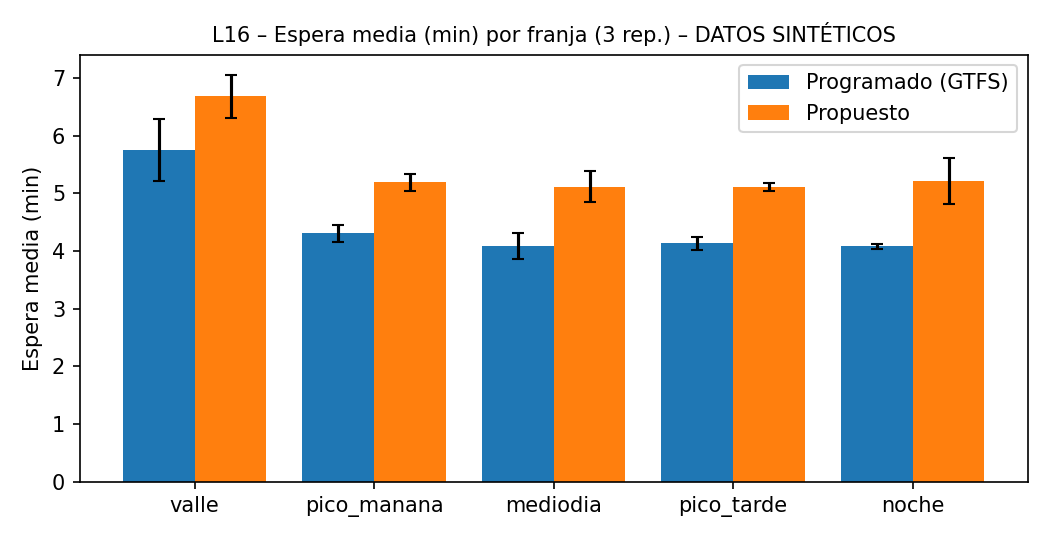 L16 – Espera media (min) por franja (3 rep.) – DATOS SINTÉTICOS
Programado (GTFS)
Propuesto
Espera media (min)
7
6
5
4
3
2
1
0
valle pico_manana mediodia pico_tarde noche